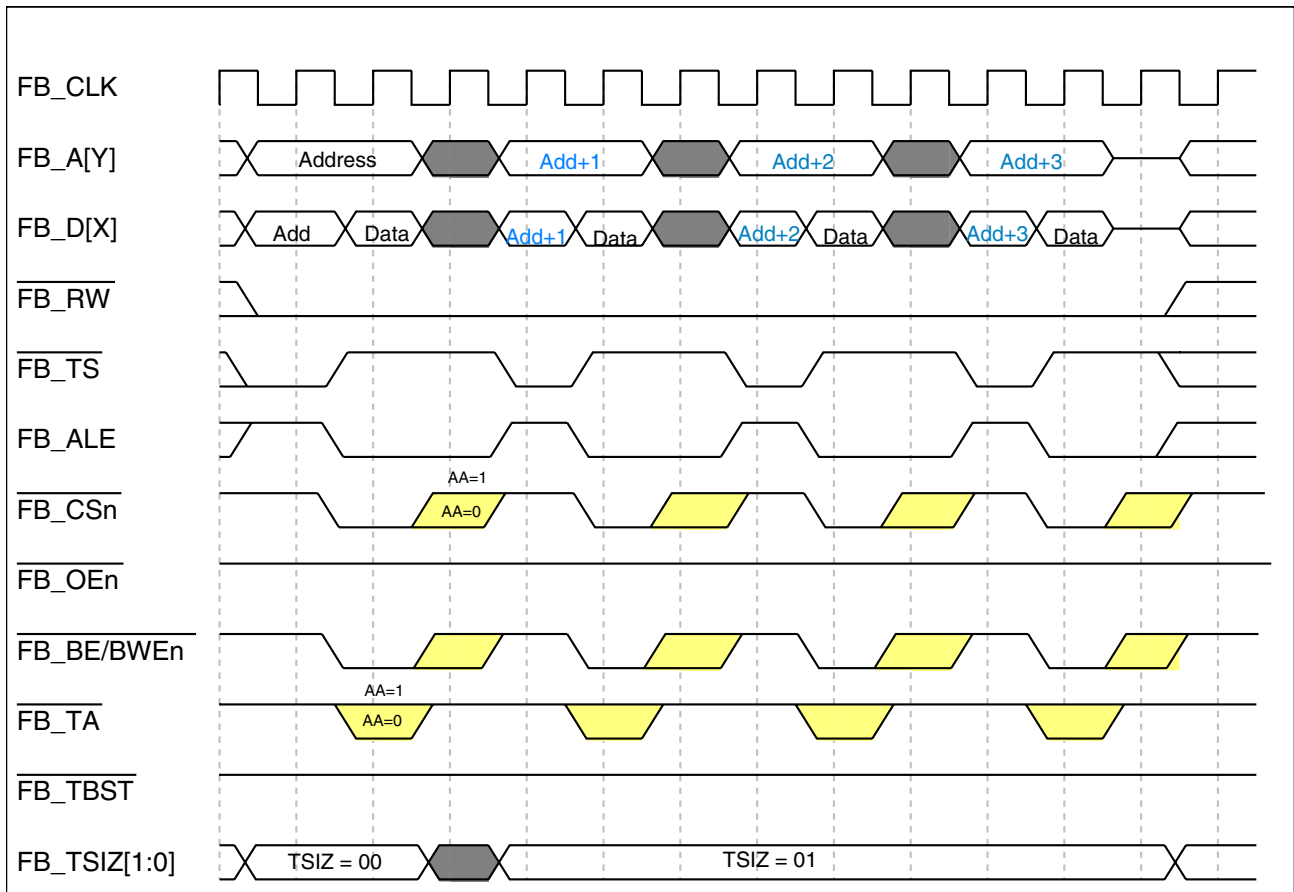 FB_CLK
FB_A[Y]
Address
Add+1
Add+2
Add+3
FB_D[X]
Add
Data
Add+1
Data
Add+2
Data
Add+3
Data
FB_RW
FB_TS
FB_ALE
AA=1
FB_CSn
AA=0
FB_OEn
FB_BE/BWEn
AA=1
FB_TA
AA=0
FB_TBST
FB_TSIZ[1:0]
TSIZ = 00
TSIZ = 01